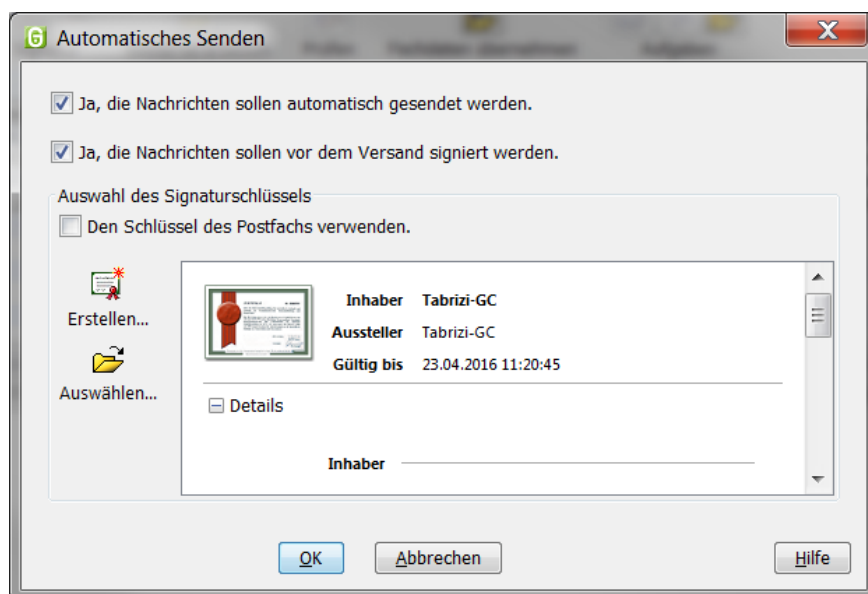 Automatisches Senden
Ja, die Nachrichten sollen automatisch gesendet werden.
Ja, die Nachrichten sollen vor dem Versand signiert werden.
Auswahl des Signaturschlüssels
Den Schlüssel des Postfachs verwenden.
Erstellen...
Auswählen...
Inhaber Tabrizi-GC
Aussteller Tabrizi-GC
Gültig bis 23.04.2016 11:20:45
Details
Inhaber
OK Abbrechen Hilfe